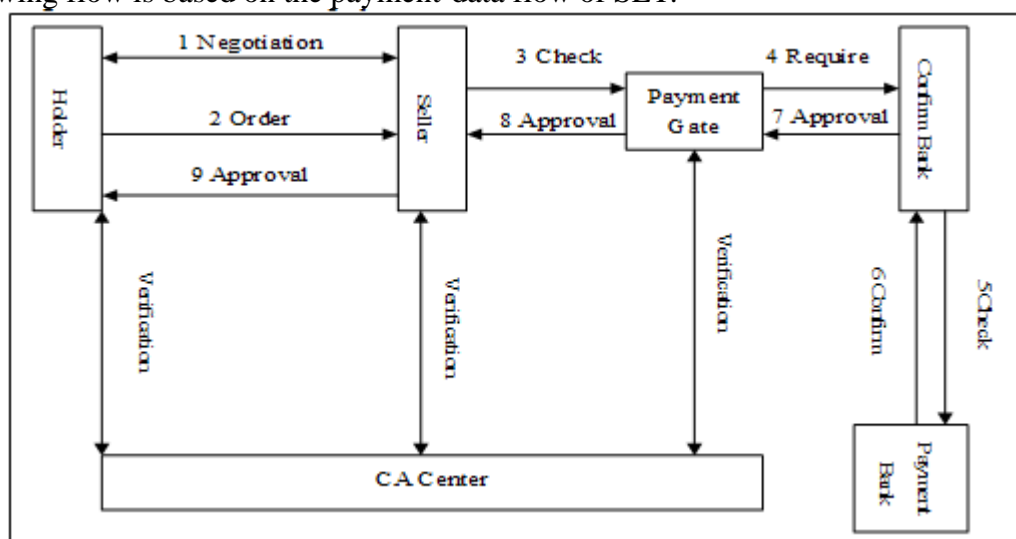 wing flow is based on the payment data flow of SET.
1 Negotiation
3 Check
4 Require
Holder
Seller
Payment
Gate
Confirm Bank
2 Order
8 Approval
7 Approval
9 Approval
Verification
Verification
Verification
6 Confirm
5Check
CA Center
Payment
Bank